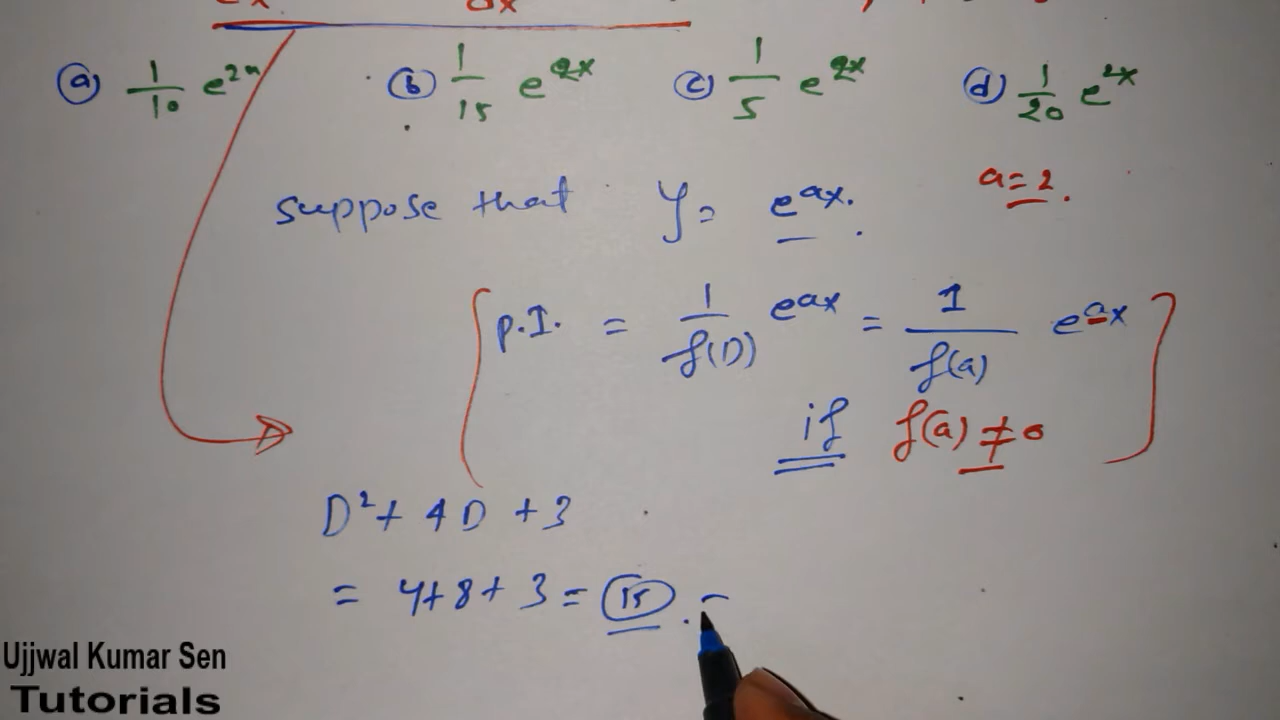 dx
(a) 1/10 e^2x (b) 1/15 e^2x (c) 1/5 e^2x (d) 1/20 e^2x
suppose that y = e^ax. a = 2.
P.I. = 1/f(D) e^ax = 1/f(a) e^ax
if f(a) ≠ 0
D² + 4D + 3
= 4 + 8 + 3 = 15.
Ujjwal Kumar Sen
Tutorials